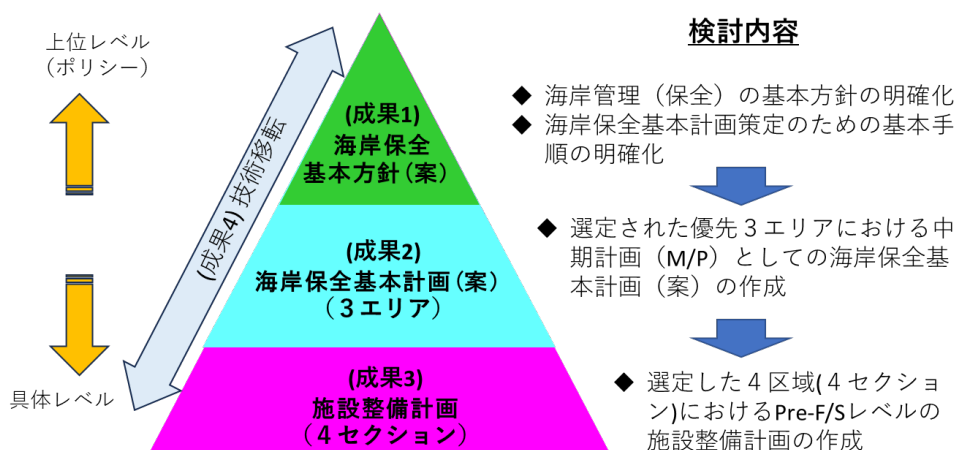 上位レベル
（ポリシー）
具体レベル
(成果4) 技術移転
(成果1)
海岸保全
基本方針(案)
(成果2)
海岸保全基本計画(案)
（３エリア）
(成果3)
施設整備計画
（４セクション）
検討内容
◆ 海岸管理（保全）の基本方針の明確化
◆ 海岸保全基本計画策定のための基本手
順の明確化
◆ 選定された優先３エリアにおける中
期計画（M/P）としての海岸保全基
本計画（案）の作成
◆ 選定した４区域(４セクショ
ン)におけるPre-F/Sレベルの
施設整備計画の作成